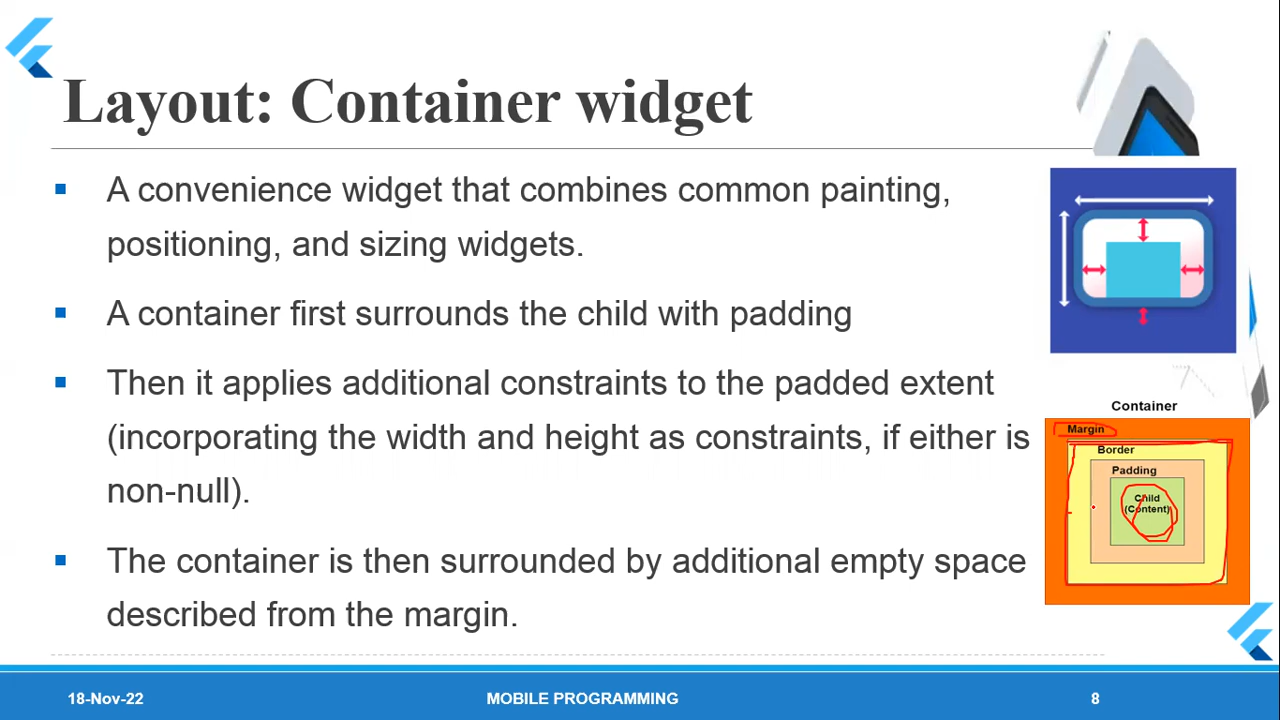 Layout: Container widget
A convenience widget that combines common painting,
positioning, and sizing widgets.
A container first surrounds the child with padding
Then it applies additional constraints to the padded extent
(incorporating the width and height as constraints, if either is
non-null).
The container is then surrounded by additional empty space
described from the margin.
Container
Margin
Border
Padding
Child
(Content)
18-Nov-22
MOBILE PROGRAMMING
8